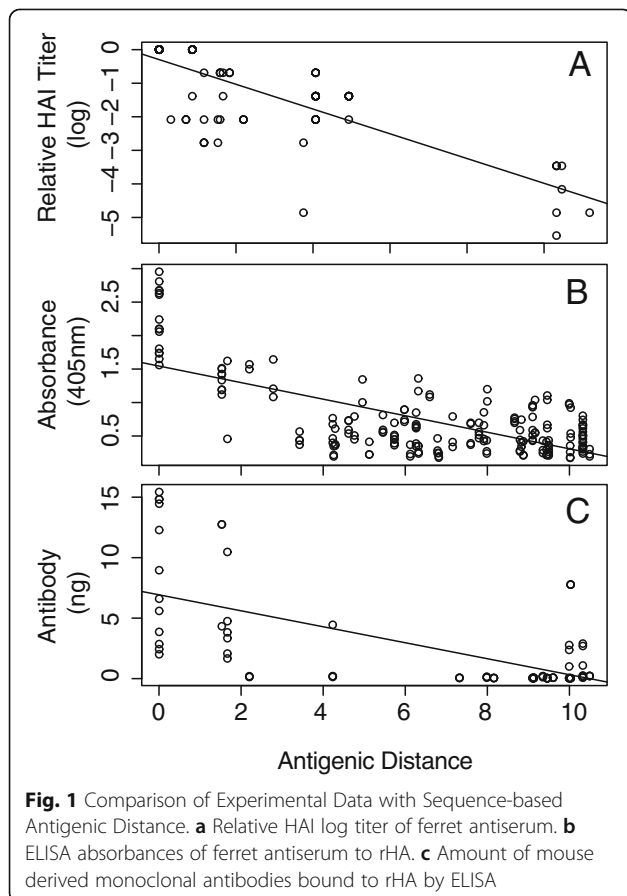 A
Relative HAI Titer
(log)
0
−1
−2
−3
−4
−5
B
Absorbance
(405nm)
2.5
1.5
0.5
C
Antibody
(ng)
15
10
5
0
0 2 4 6 8 10
Antigenic Distance
Fig. 1 Comparison of Experimental Data with Sequence-based
Antigenic Distance. a Relative HAI log titer of ferret antiserum. b
ELISA absorbances of ferret antiserum to rHA. c Amount of mouse
derived monoclonal antibodies bound to rHA by ELISA